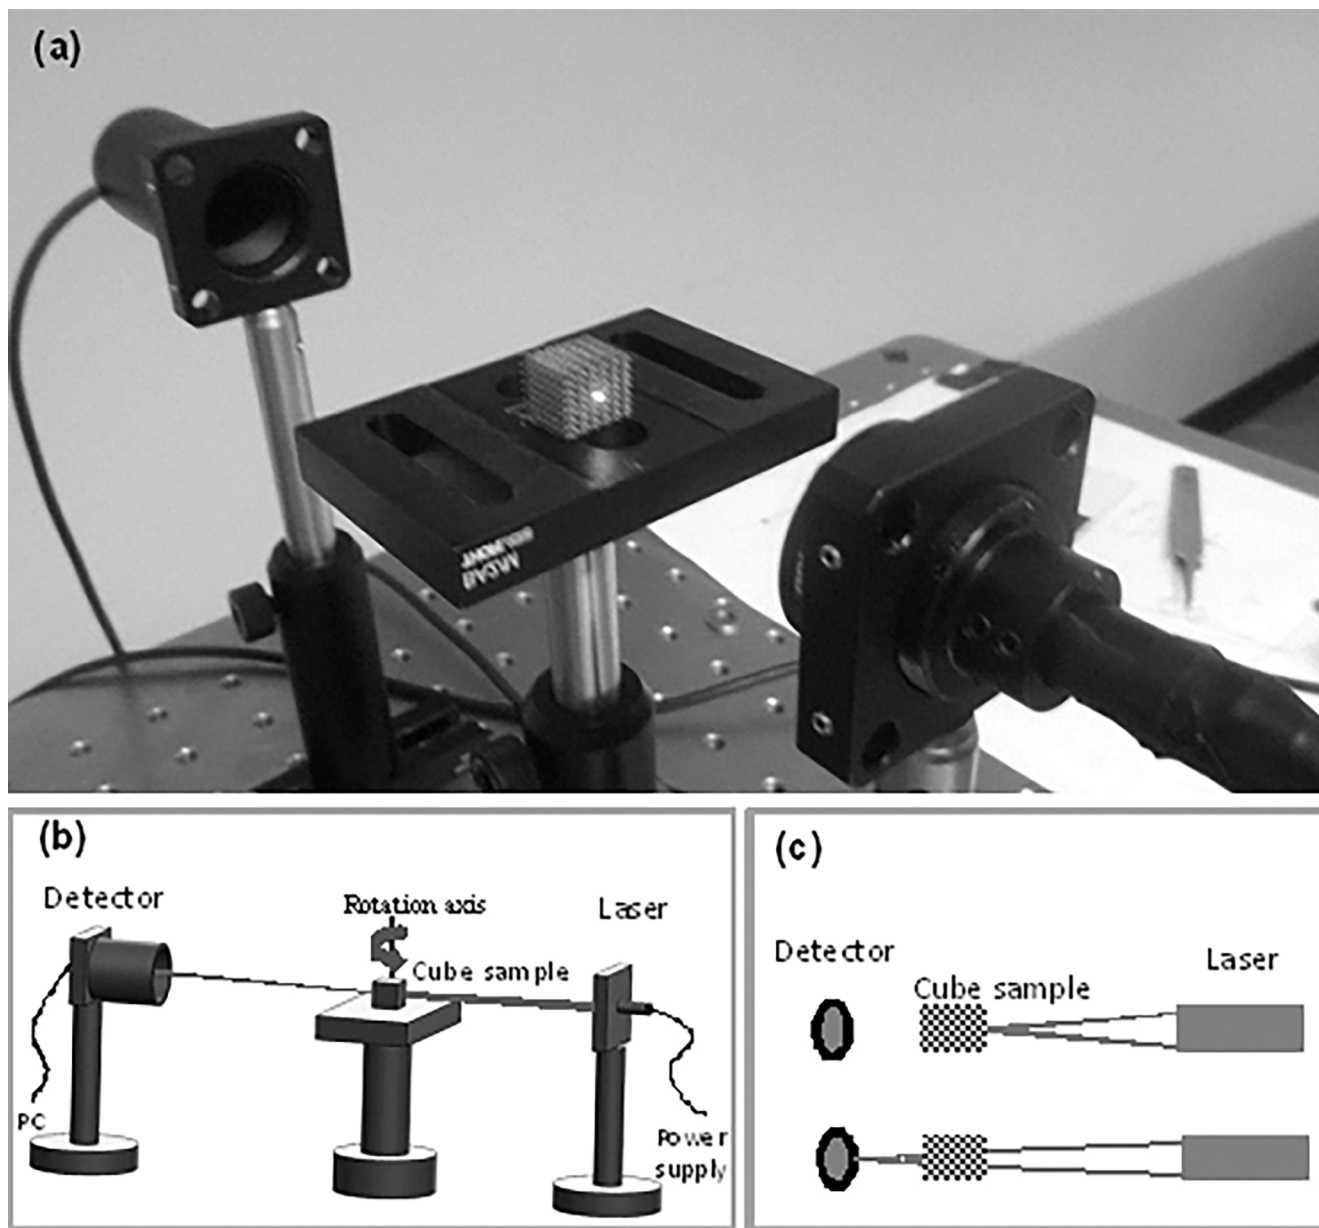 (a)
(b)
Detector
Rotation axis
Laser
Cube sample
PC
Power
supply
(c)
Detector
Laser
Cube sample